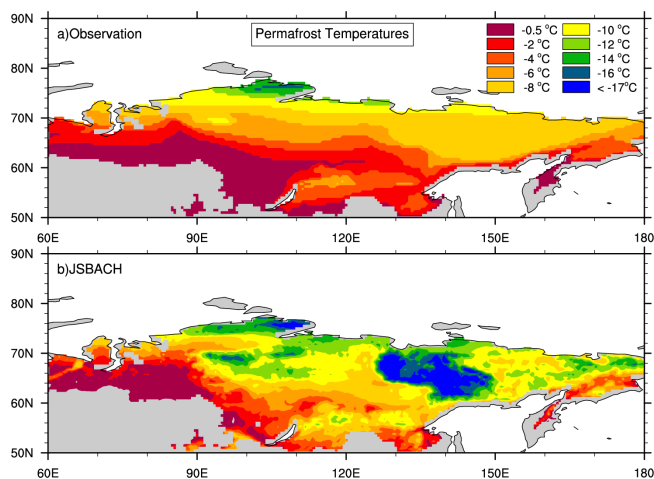 a)Observation
Permafrost Temperatures
-0.5 °C
-2 °C
-4 °C
-6 °C
-8 °C
-10 °C
-12 °C
-14 °C
-16 °C
< -17°C
90N
80N
70N
60N
50N
60E 90E 120E 150E 180
b)JSBACH
90N
80N
70N
60N
50N
60E 90E 120E 150E 180